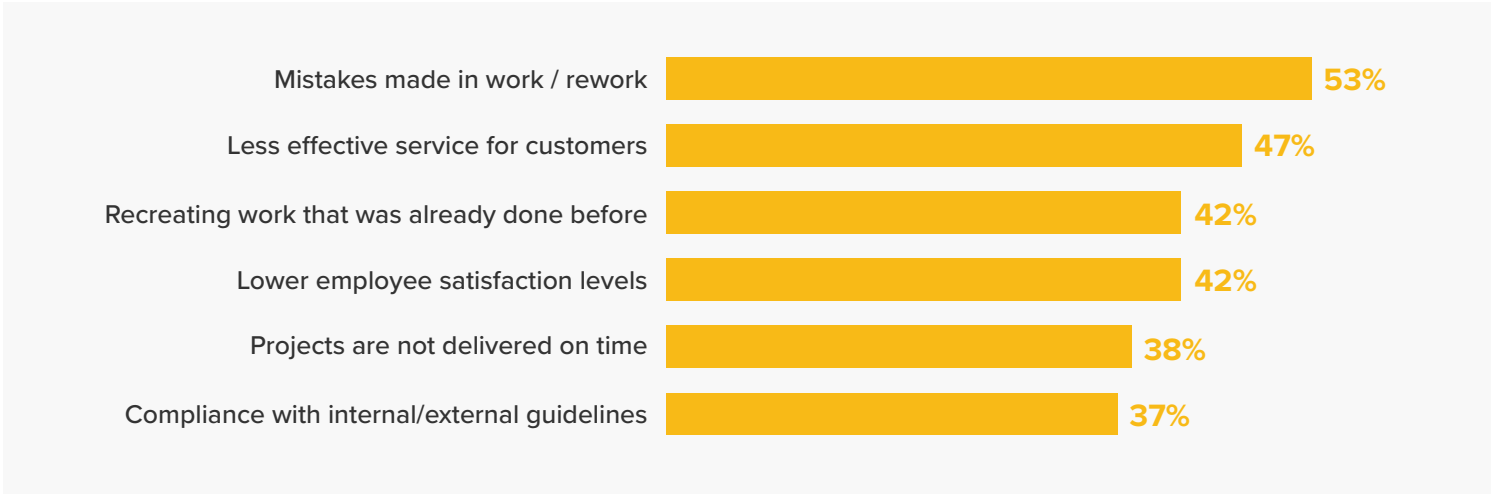 Mistakes made in work / rework 53%
Less effective service for customers 47%
Recreating work that was already done before 42%
Lower employee satisfaction levels 42%
Projects are not delivered on time 38%
Compliance with internal/external guidelines 37%